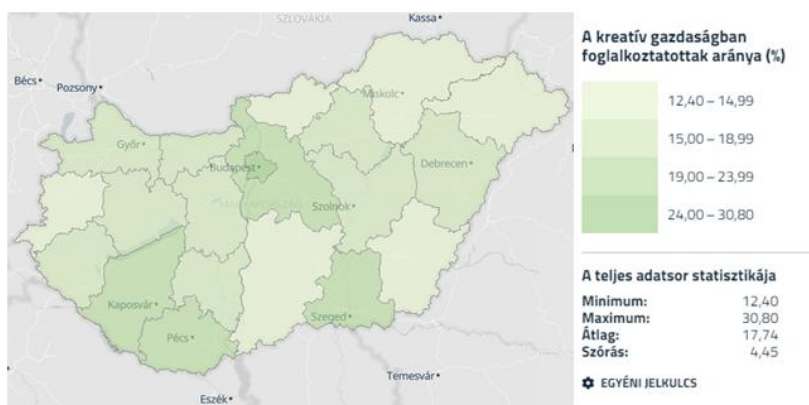 SZLOVÁKIA
Kassa
Bécs
Pozsony
Miskolc
Győr
Budapest
Debrecen
MAGYARORSZÁG
Szolnok
Kaposvár
Szeged
Pécs
Temesvár
Eszék
A kreatív gazdaságban
foglalkoztatottak aránya (%)
12,40 – 14,99
15,00 – 18,99
19,00 – 23,99
24,00 – 30,80
A teljes adatsor statisztikája
Minimum: 12,40
Maximum: 30,80
Átlag: 17,74
Szórás: 4,45
EGYÉNI JELKULCS